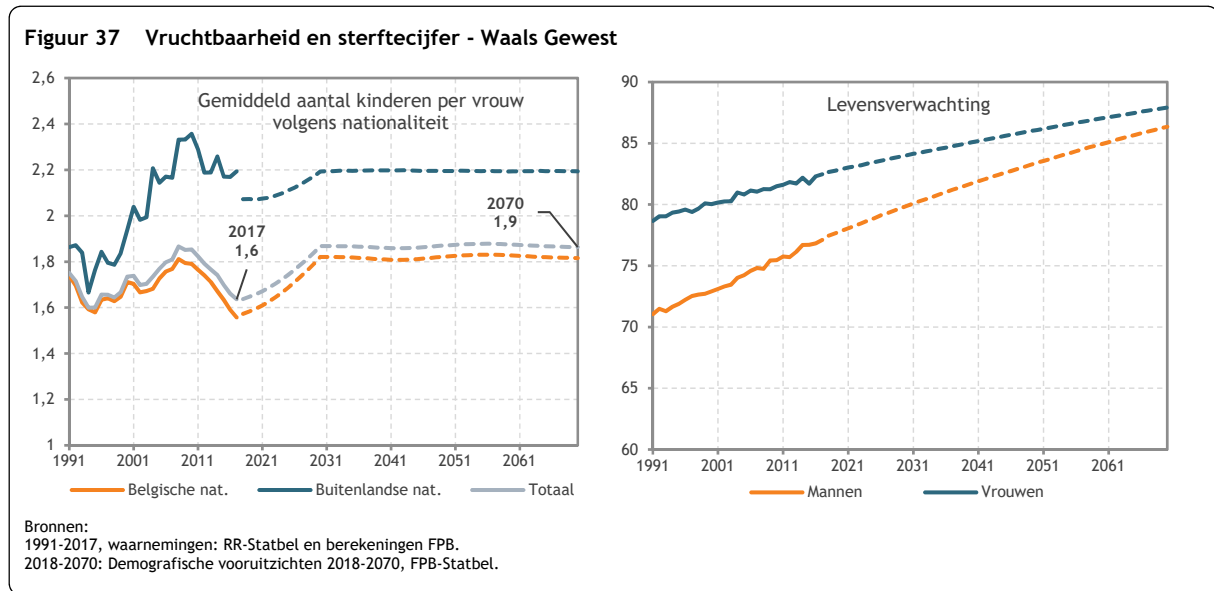 Figuur 37 Vruchtbaarheid en sterftecijfer - Waals Gewest
Gemiddeld aantal kinderen per vrouw
volgens nationaliteit
2,6
2,4
2,2
2
1,8
1,6
1,4
1,2
1
2017
1,6
2070
1,9
1991 2001 2011 2021 2031 2041 2051 2061
Belgische nat. Buitenlandse nat. Totaal
Levensverwachting
90
85
80
75
70
65
60
1991 2001 2011 2021 2031 2041 2051 2061
Mannen Vrouwen
Bronnen:
1991-2017, waarnemingen: RR-Statbel en berekeningen FPB.
2018-2070: Demografische vooruitzichten 2018-2070, FPB-Statbel.